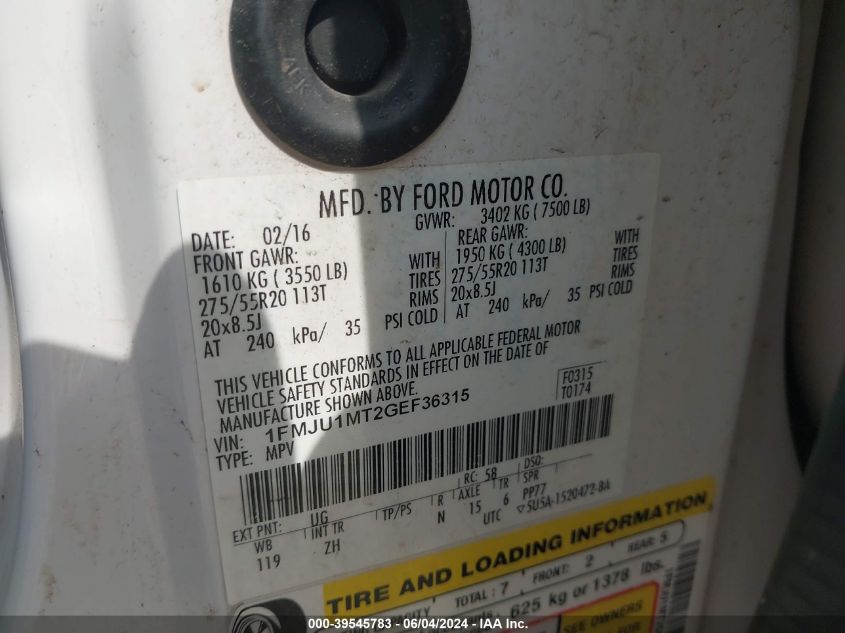 MFD. BY FORD MOTOR CO.
DATE: 02/16
GVWR: 3402 KG ( 7500 LB)
FRONT GAWR:
REAR GAWR:
1610 KG ( 3550 LB) WITH
1950 KG ( 4300 LB) WITH
275/55R20 113T TIRES
275/55R20 113T TIRES
20x8.5J RIMS
20x8.5J RIMS
AT 240 kPa/ 35 PSI COLD
AT 240 kPa/ 35 PSI COLD
THIS VEHICLE CONFORMS TO ALL APPLICABLE FEDERAL MOTOR
VEHICLE SAFETY STANDARDS IN EFFECT ON THE DATE OF
MANUFACTURE SHOWN ABOVE.
F0315
T0174
VIN: 1FMJU1MT2GEF36315
TYPE: MPV
EXT PNT: UG RC: 58 DSO:
WB INT TR TP/PS R AXLE TR SPR
119 ZH N 15 6 PP77
UTC ▽5U5A-1520472-BA
TIRE AND LOADING INFORMATION
TOTAL: 7 FRONT: 2 REAR: 5
625 kg or 1378 lbs.
SEE OWNERS
FOR
000-39545783 - 06/04/2024 - IAAI.com